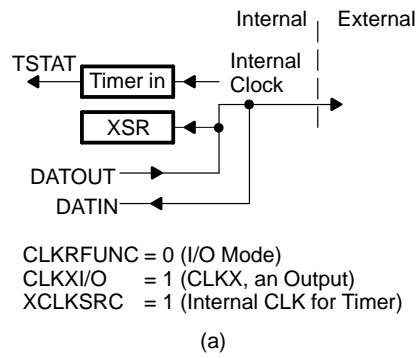 Internal External
TSTAT
Internal
Timer in
Clock
XSR
DATOUT
DATIN
CLKRFUNC = 0 (I/O Mode)
CLKXI/O = 1 (CLKX, an Output)
XCLKSRC = 1 (Internal CLK for Timer)
(a)